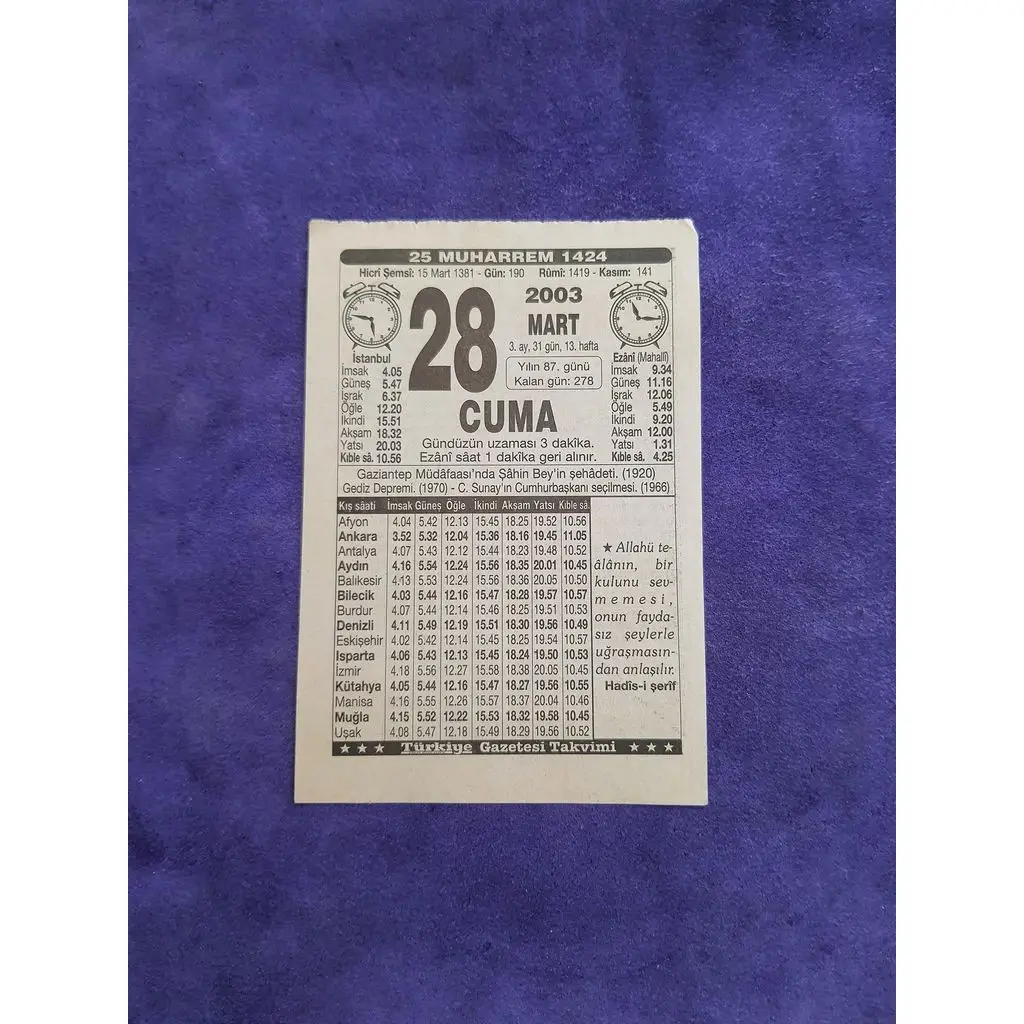 25 MUHARREM 1424
Hicrî Şemsî: 15 Mart 1381 - Gün: 190 Rûmî: 1419 - Kasım: 141
28
2003
MART
3. ay, 31 gün, 13. hafta
Yılın 87. günü
Kalan gün: 278
CUMA
Gündüzün uzaması 3 dakîka.
Ezânî sâat 1 dakîka geri alınır.
İstanbul
İmsak 4.05
Güneş 5.47
İşrak 6.37
Öğle 12.20
İkindi 15.51
Akşam 18.32
Yatsı 20.03
Kıble sâ. 10.56
Ezânî (Mahallî)
İmsak 9.34
Güneş 11.16
İşrak 12.06
Öğle 5.49
İkindi 9.20
Akşam 12.00
Yatsı 1.31
Kıble sâ. 4.25
Gaziantep Müdâfaası'nda Şâhin Bey'in şehâdeti. (1920)
Gediz Depremi. (1970) - C. Sunay'ın Cumhurbaşkanı seçilmesi. (1966)
Kış sâati İmsak Güneş Öğle İkindi Akşam Yatsı Kıble sâ.
Afyon 4.04 5.42 12.13 15.45 18.25 19.52 10.56
Ankara 3.52 5.32 12.04 15.36 18.16 19.45 11.05
Antalya 4.07 5.43 12.12 15.44 18.23 19.48 10.52
Aydın 4.16 5.54 12.24 15.56 18.35 20.01 10.45
Balıkesir 4.13 5.53 12.24 15.56 18.36 20.05 10.50
Bilecik 4.03 5.44 12.16 15.47 18.28 19.57 10.57
Burdur 4.07 5.44 12.14 15.46 18.25 19.51 10.53
Denizli 4.11 5.49 12.19 15.51 18.30 19.56 10.49
Eskişehir 4.02 5.42 12.14 15.45 18.25 19.54 10.57
Isparta 4.06 5.43 12.13 15.45 18.24 19.50 10.53
İzmir 4.18 5.56 12.27 15.58 18.38 20.05 10.45
Kütahya 4.05 5.44 12.16 15.47 18.27 19.56 10.55
Manisa 4.16 5.55 12.26 15.57 18.37 20.04 10.46
Muğla 4.15 5.52 12.22 15.53 18.32 19.58 10.45
Uşak 4.08 5.47 12.18 15.49 18.29 19.56 10.52
★ Allahü te-
âlânın, bir
kulunu sev-
memesi,
onun fayda-
sız şeylerle
uğraşmasın-
dan anlaşılır.
Hadîs-i şerîf
★ ★ ★ Türkiye Gazetesi Takvimi ★ ★ ★